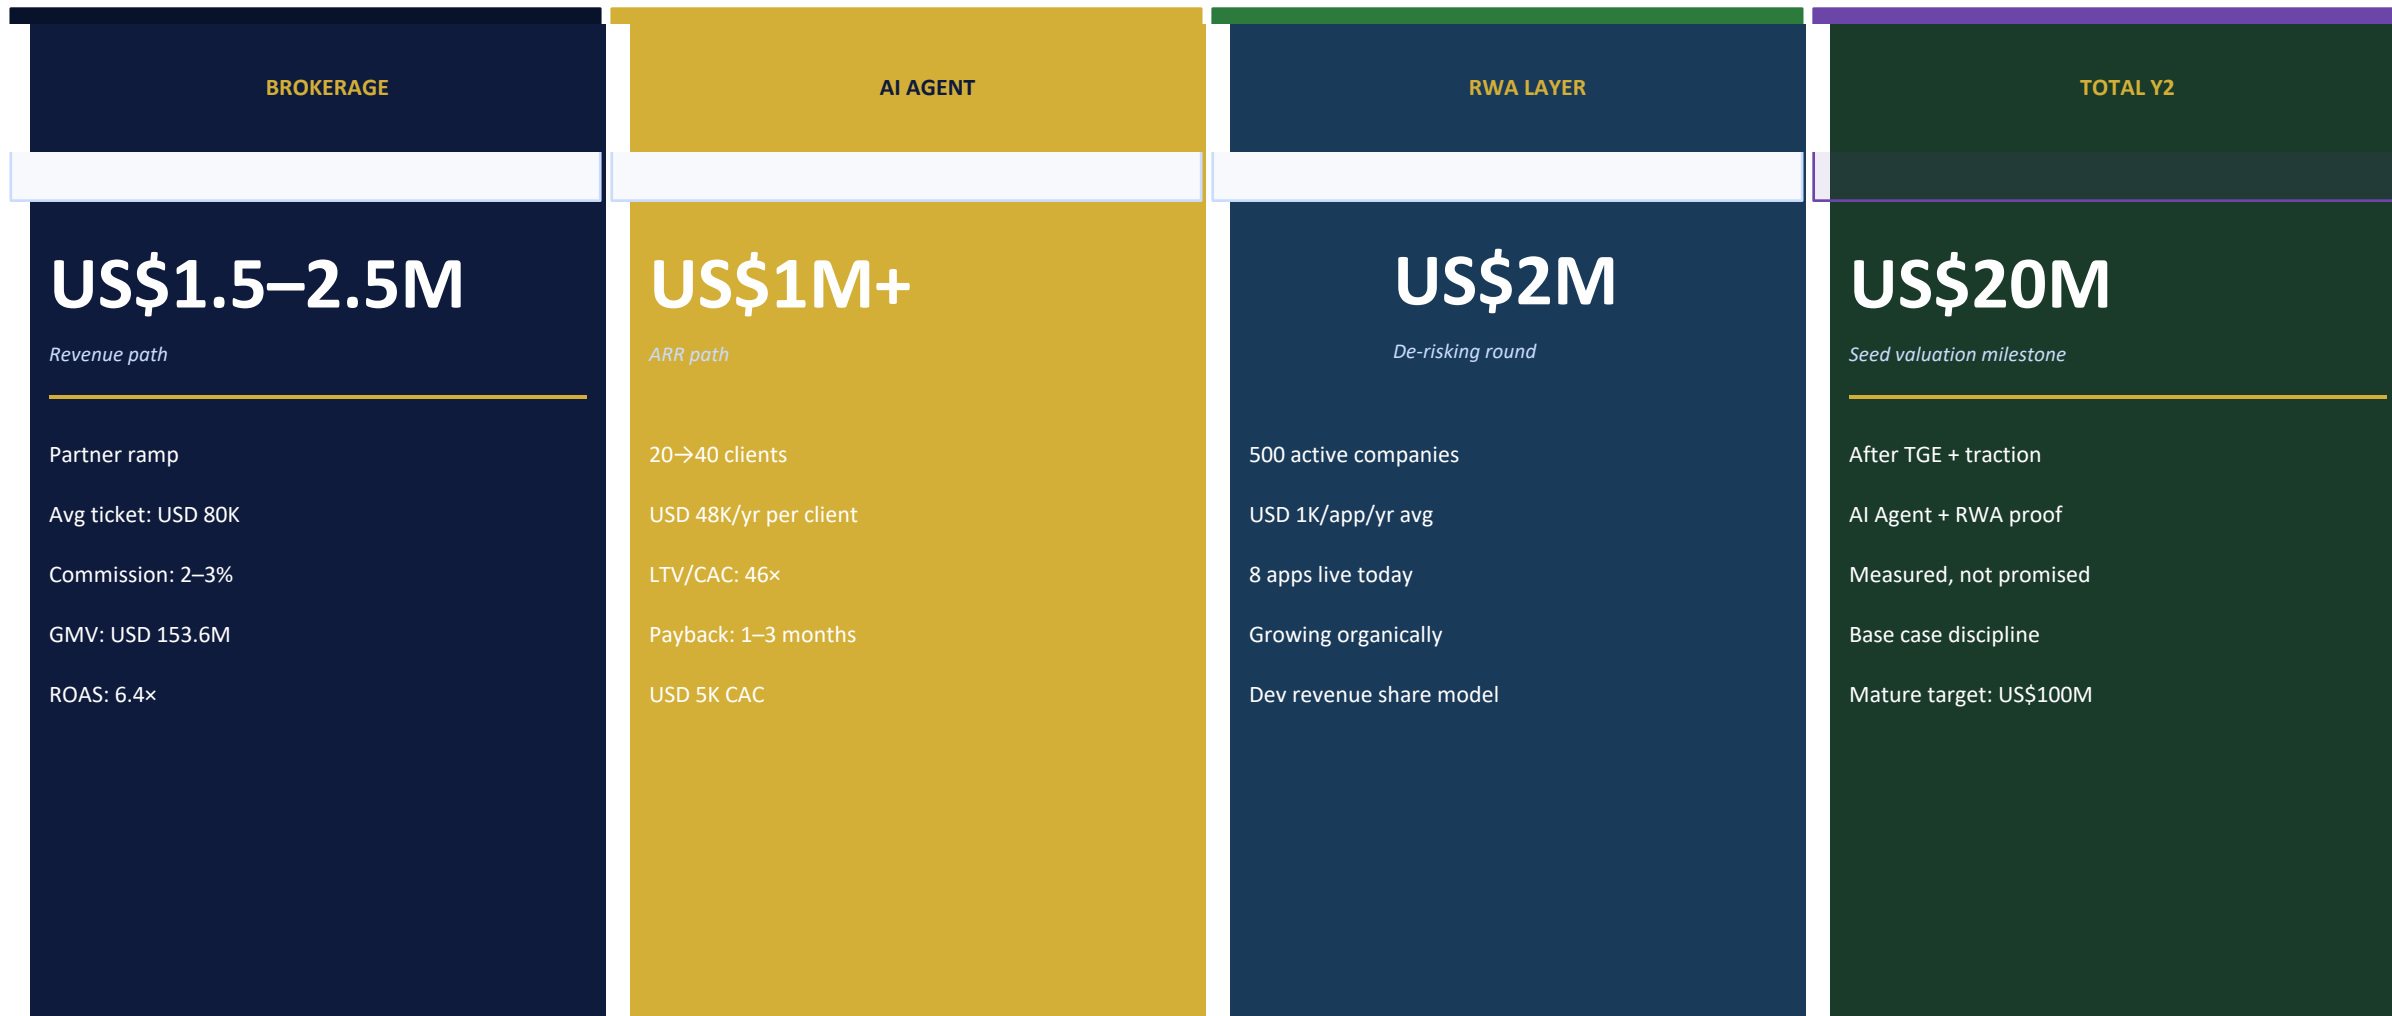 BROKERAGE
US$1.5–2.5M
Revenue path
Partner ramp
Avg ticket: USD 80K
Commission: 2–3%
GMV: USD 153.6M
ROAS: 6.4×
AI AGENT
US$1M+
ARR path
20→40 clients
USD 48K/yr per client
LTV/CAC: 46×
Payback: 1–3 months
USD 5K CAC
RWA LAYER
US$2M
De-risking round
500 active companies
USD 1K/app/yr avg
8 apps live today
Growing organically
Dev revenue share model
TOTAL Y2
US$20M
Seed valuation milestone
After TGE + traction
AI Agent + RWA proof
Measured, not promised
Base case discipline
Mature target: US$100M